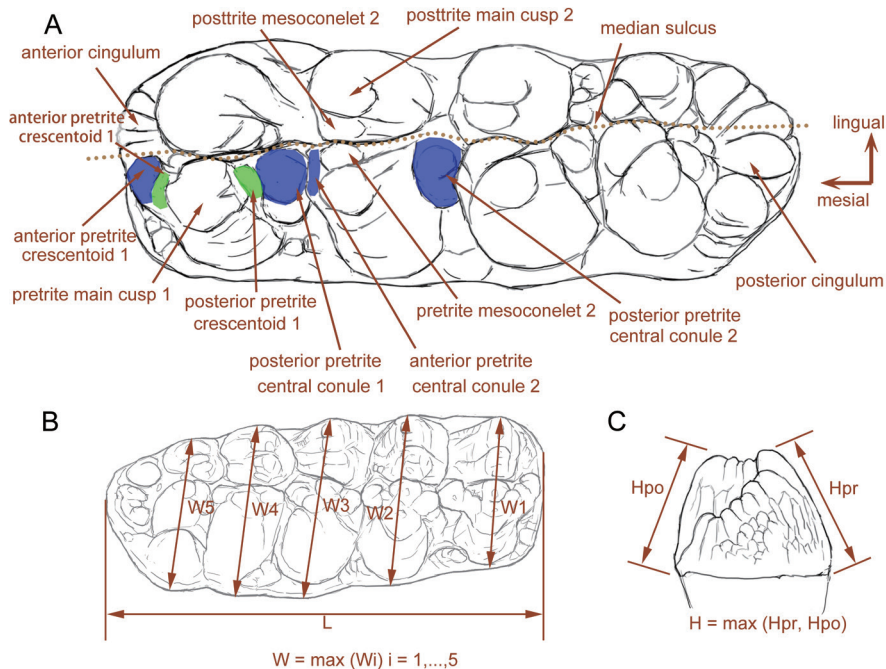 A
posttrite mesoconelet 2
posttrite main cusp 2
median sulcus
anterior cingulum
anterior pretrite
crescentoid 1
lingual
mesial
anterior pretrite
crescentoid 1
pretrite main cusp 1
posterior pretrite
crescentoid 1
posterior pretrite
central conule 1
anterior pretrite
central conule 2
pretrite mesoconelet 2
posterior pretrite
central conule 2
posterior cingulum
B
W5
W4
W3
W2
W1
L
W = max (Wi) i = 1,...,5
C
Hpo
Hpr
H = max (Hpr, Hpo)